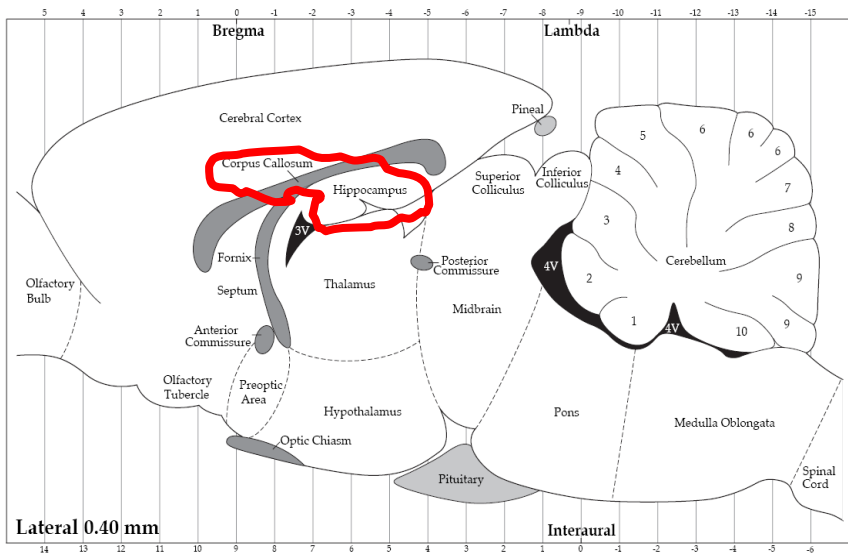 5 4 3 2 1 0 -1 -2 -3 -4 -5 -6 -7 -8 -9 -10 -11 -12 -13 -14 -15
Bregma Lambda
Pineal
Cerebral Cortex
5 6 6 6
Corpus Callosum
Hippocampus
Superior
Colliculus
Inferior
Colliculus
4 7
3 8
3V
Fornix
Septum
Thalamus
Posterior
Commissure
4V
2
Cerebellum
9
Olfactory
Bulb
Midbrain
Anterior
Commissure
1 4V 10 9
Olfactory
Tubercle
Preoptic
Area
Hypothalamus
Pons
Medulla Oblongata
Optic Chiasm
Pituitary
Spinal
Cord
Lateral 0.40 mm
Interaural
14 13 12 11 10 9 8 7 6 5 4 3 2 1 0 -1 -2 -3 -4 -5 -6